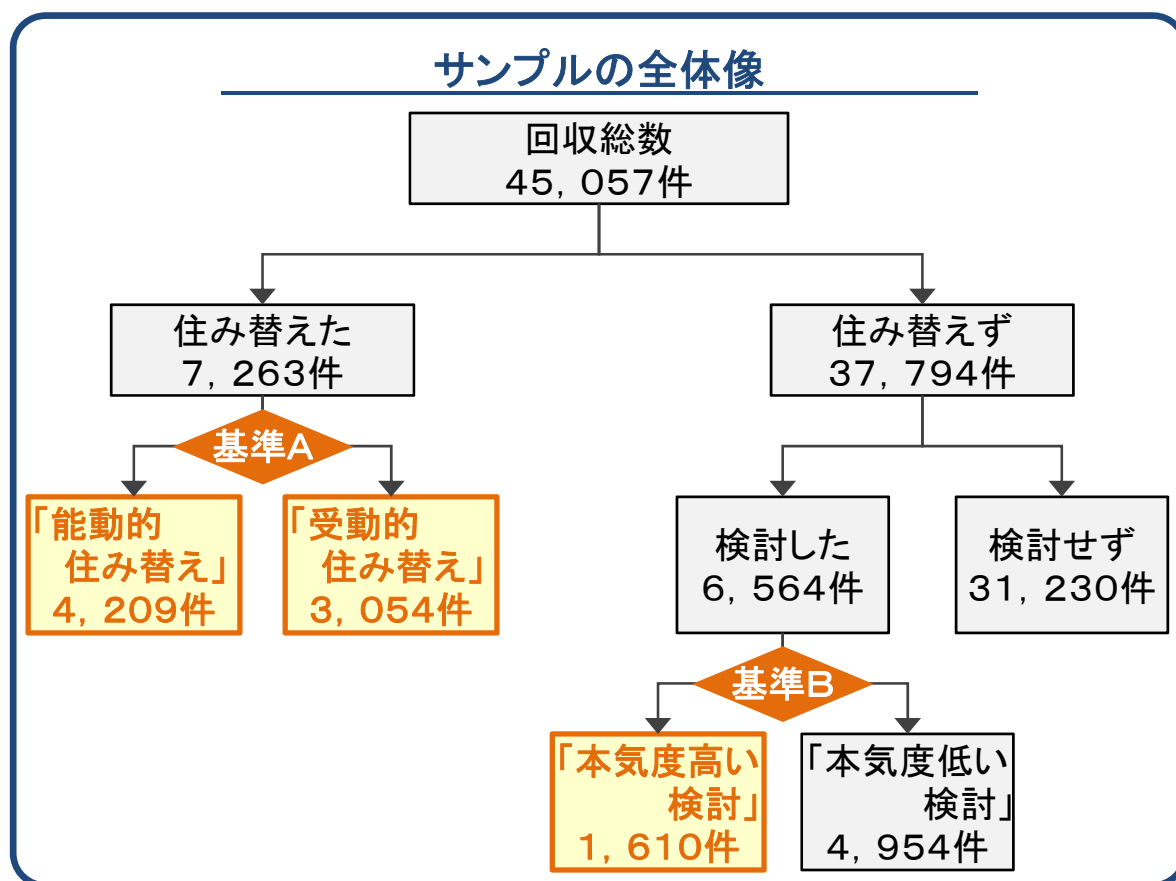 サンプルの全体像
回収総数
45,057件
住み替えた
7,263件
住み替えず
37,794件
基準A
「能動的
住み替え」
4,209件
「受動的
住み替え」
3,054件
検討した
6,564件
検討せず
31,230件
基準B
「本気度高い
検討」
1,610件
「本気度低い
検討」
4,954件